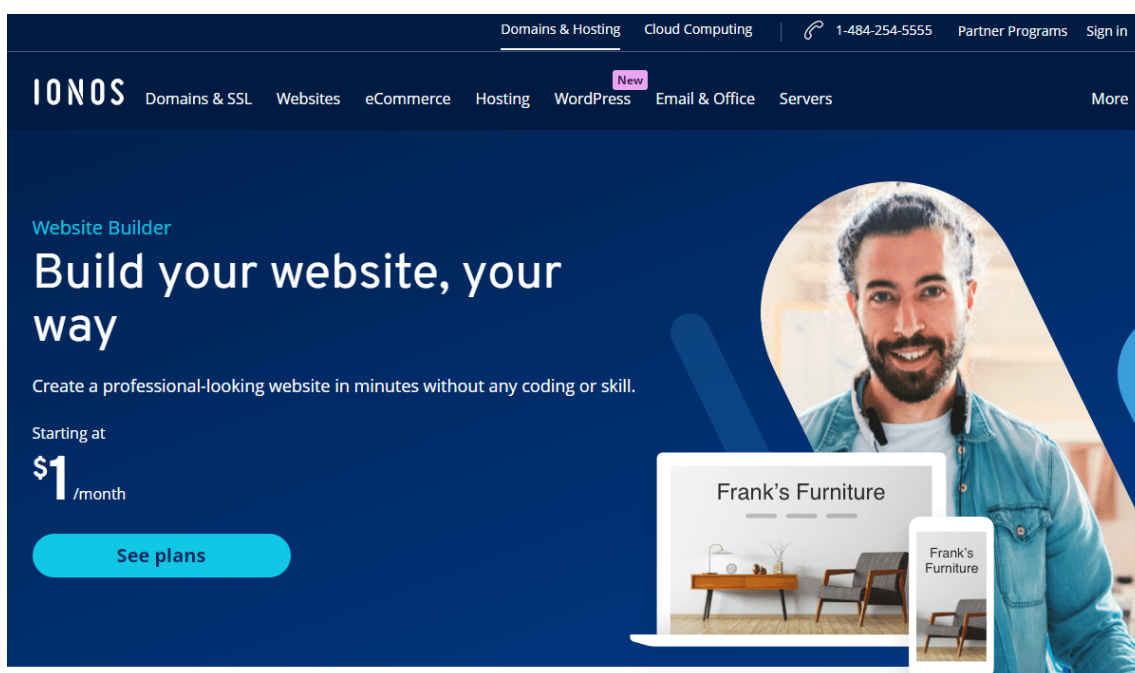 Domains & Hosting Cloud Computing 1-484-254-5555 Partner Programs Sign in
IONOS Domains & SSL Websites eCommerce Hosting WordPress New Email & Office Servers More
Website Builder
Build your website, your
way
Create a professional-looking website in minutes without any coding or skill.
Starting at
$1 /month
See plans
Frank's Furniture
Frank's
Furniture